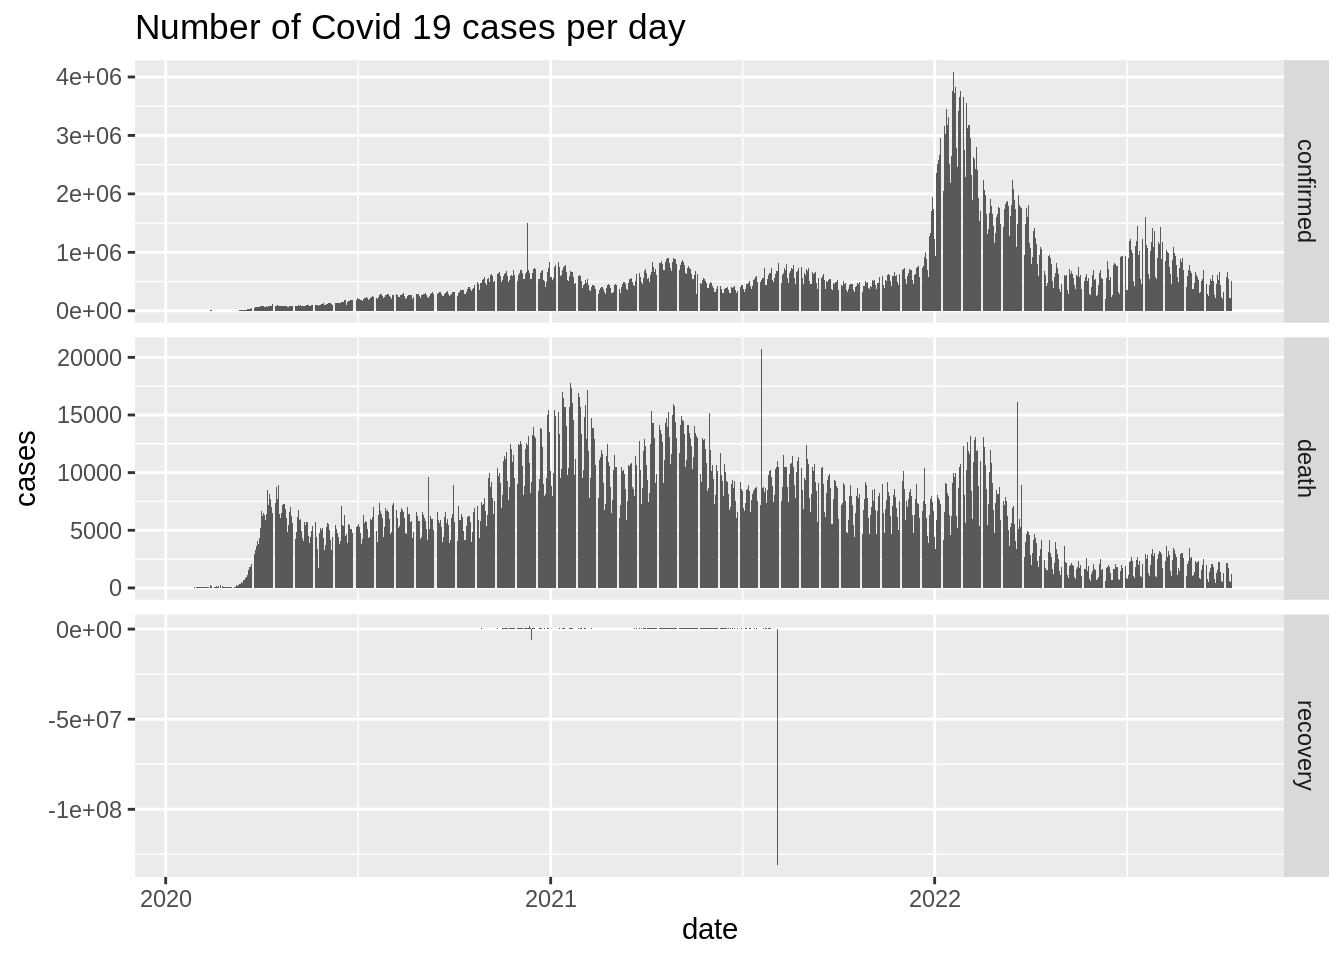 Number of Covid 19 cases per day
4e+06
3e+06
2e+06
1e+06
0e+00
confirmed
20000
15000
10000
5000
0
death
0e+00
-5e+07
-1e+08
recovery
cases
2020
2021
2022
date